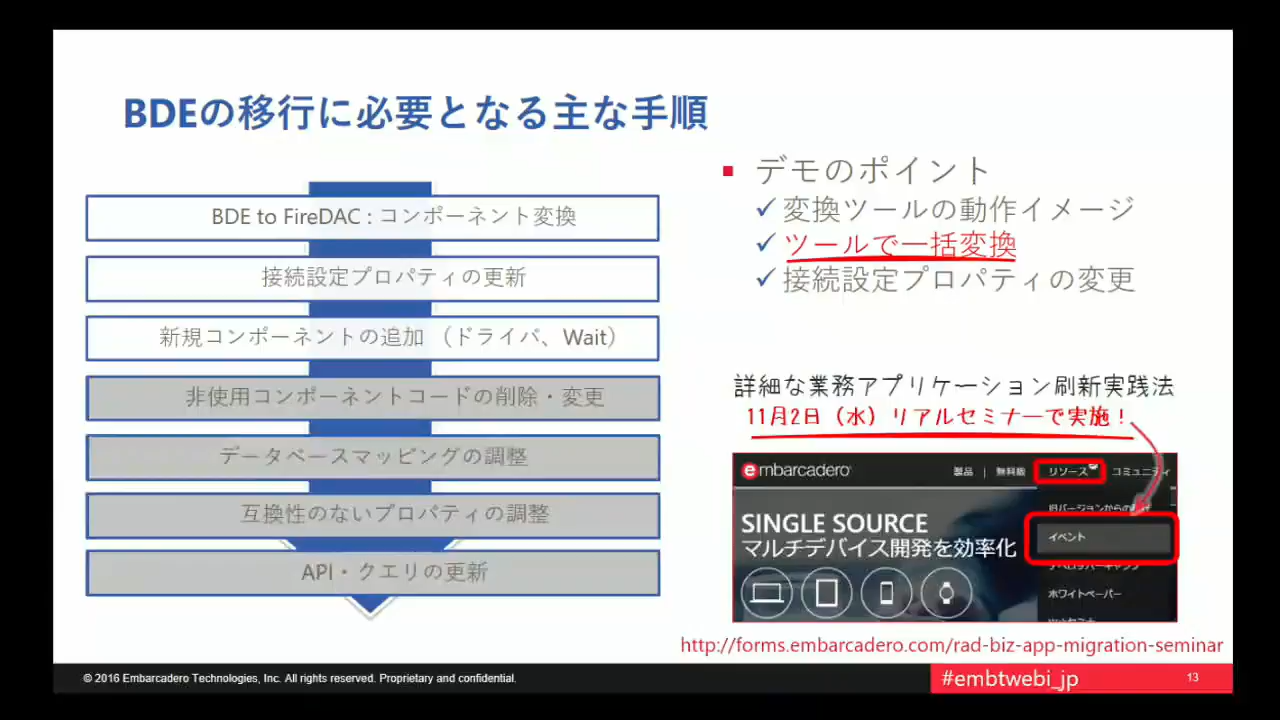 BDEの移行に必要となる主な手順
BDE to FireDAC : コンポーネント変換
接続設定プロパティの更新
新規コンポーネントの追加 （ドライバ、Wait）
非使用コンポーネントコードの削除・変更
データベースマッピングの調整
互換性のないプロパティの調整
API・クエリの更新
デモのポイント
変換ツールの動作イメージ
ツールで一括変換
接続設定プロパティの変更
詳細な業務アプリケーション刷新実践法
11月2日（水）リアルセミナーで実施！
embarcadero
製品 | 無料版 リソース コミュニティ
SINGLE SOURCE
マルチデバイス開発を効率化
イベント
ホワイトペーパー
http://forms.embarcadero.com/rad-biz-app-migration-seminar
© 2016 Embarcadero Technologies, Inc. All rights reserved. Proprietary and confidential.
#embtwebi_jp
13